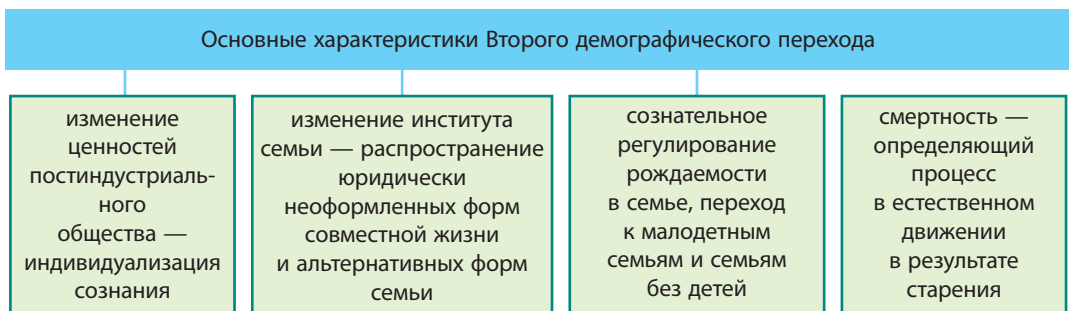 Основные характеристики Второго демографического перехода
изменение
ценностей
постиндустриаль-
ного
общества —
индивидуализация
сознания
изменение института
семьи — распространение
юридически
неоформленных форм
совместной жизни
и альтернативных форм
семьи
сознательное
регулирование
рождаемости
в семье, переход
к малодетным
семьям и семьям
без детей
смертность —
определяющий
процесс
в естественном
движении
в результате
старения